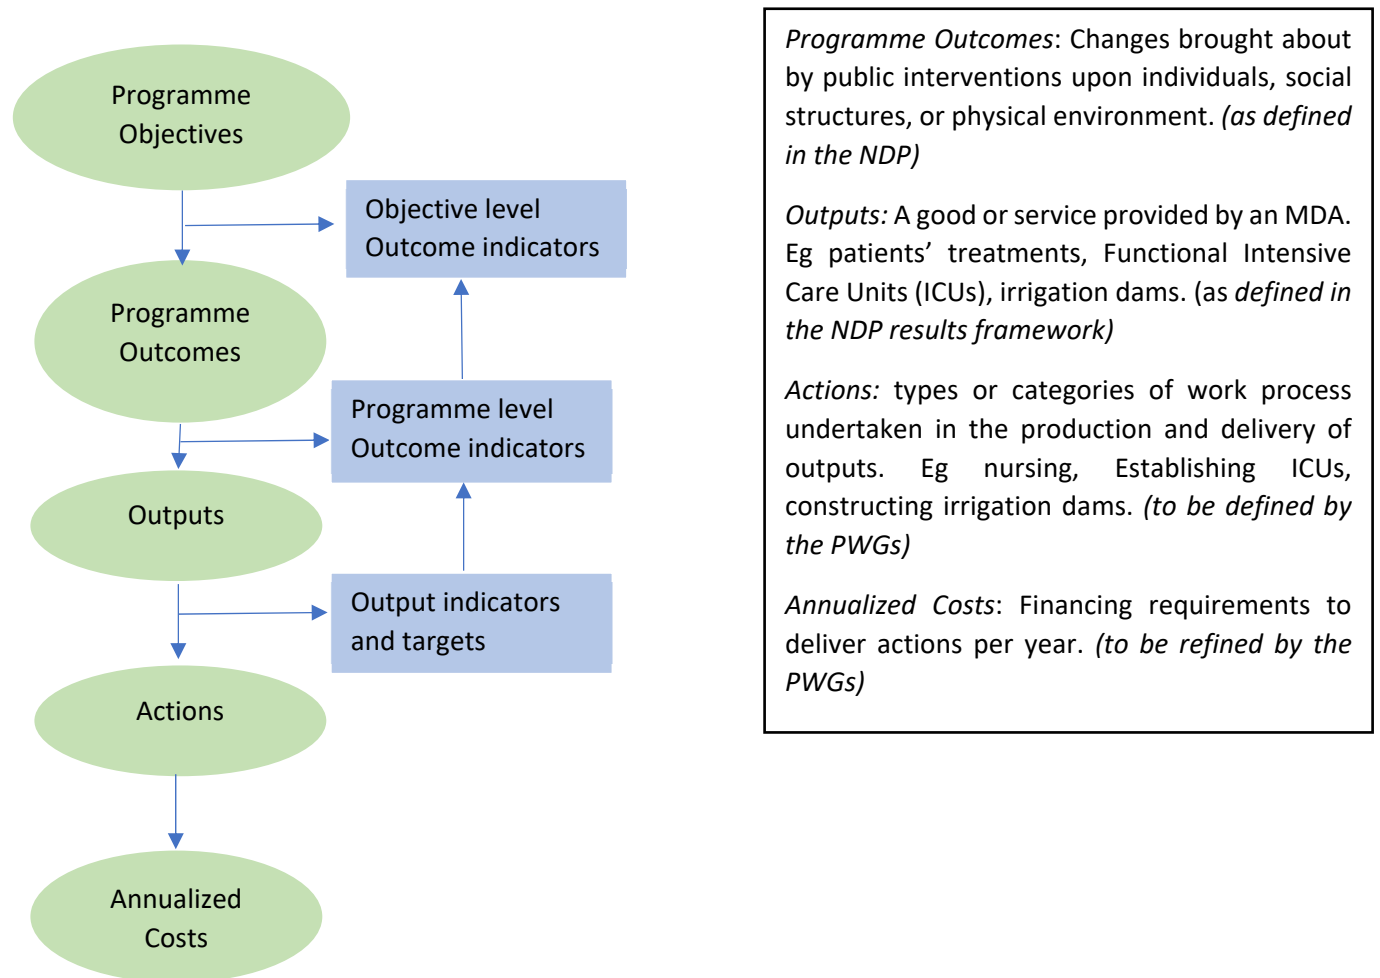 Programme
Objectives
Objective level
Outcome indicators
Programme
Outcomes
Programme level
Outcome indicators
Outputs
Output indicators
and targets
Actions
Annualized
Costs
Programme Outcomes: Changes brought about
by public interventions upon individuals, social
structures, or physical environment. (as defined
in the NDP)
Outputs: A good or service provided by an MDA.
Eg patients’ treatments, Functional Intensive
Care Units (ICUs), irrigation dams. (as defined in
the NDP results framework)
Actions: types or categories of work process
undertaken in the production and delivery of
outputs. Eg nursing, Establishing ICUs,
constructing irrigation dams. (to be defined by
the PWGs)
Annualized Costs: Financing requirements to
deliver actions per year. (to be refined by the
PWGs)